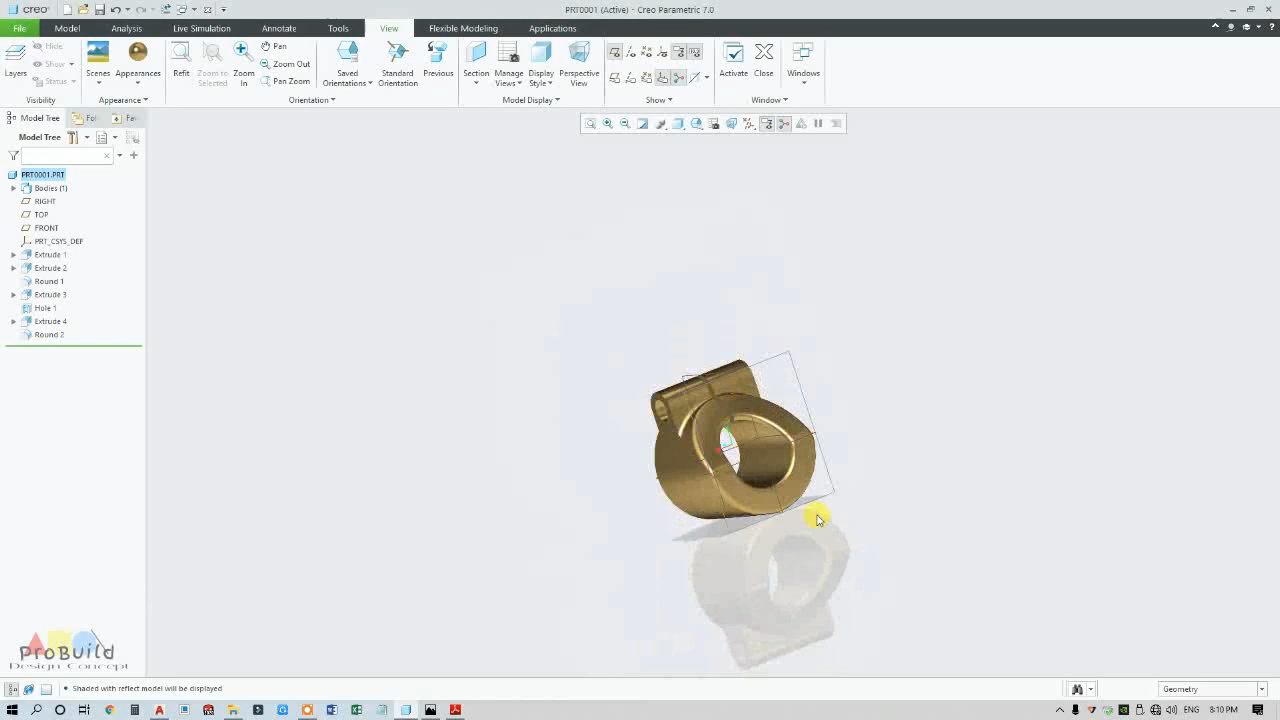 creo
PRT0001 (Active) - Creo Parametric 7.0
File Model Analysis Live Simulation Annotate Tools View Flexible Modeling Applications
Layers
Hide
Show
Status
Visibility
Scenes
Appearances
Appearance
Refit
Zoom to Selected
Zoom In
Pan
Zoom Out
Pan Zoom
Saved Orientations
Standard Orientation
Previous
Orientation
Section
Manage Views
Display Style
Perspective View
Model Display
Show
Activate
Close
Windows
Window
Model Tree
Fol
Fav
Model Tree
PRT0001.PRT
Bodies (1)
RIGHT
TOP
FRONT
PRT_CSYS_DEF
Extrude 1
Extrude 2
Round 1
Extrude 3
Hole 1
Extrude 4
Round 2
ProBuild
Design Concept
• Shaded with reflect model will be displayed
Geometry
ENG
8:10 PM